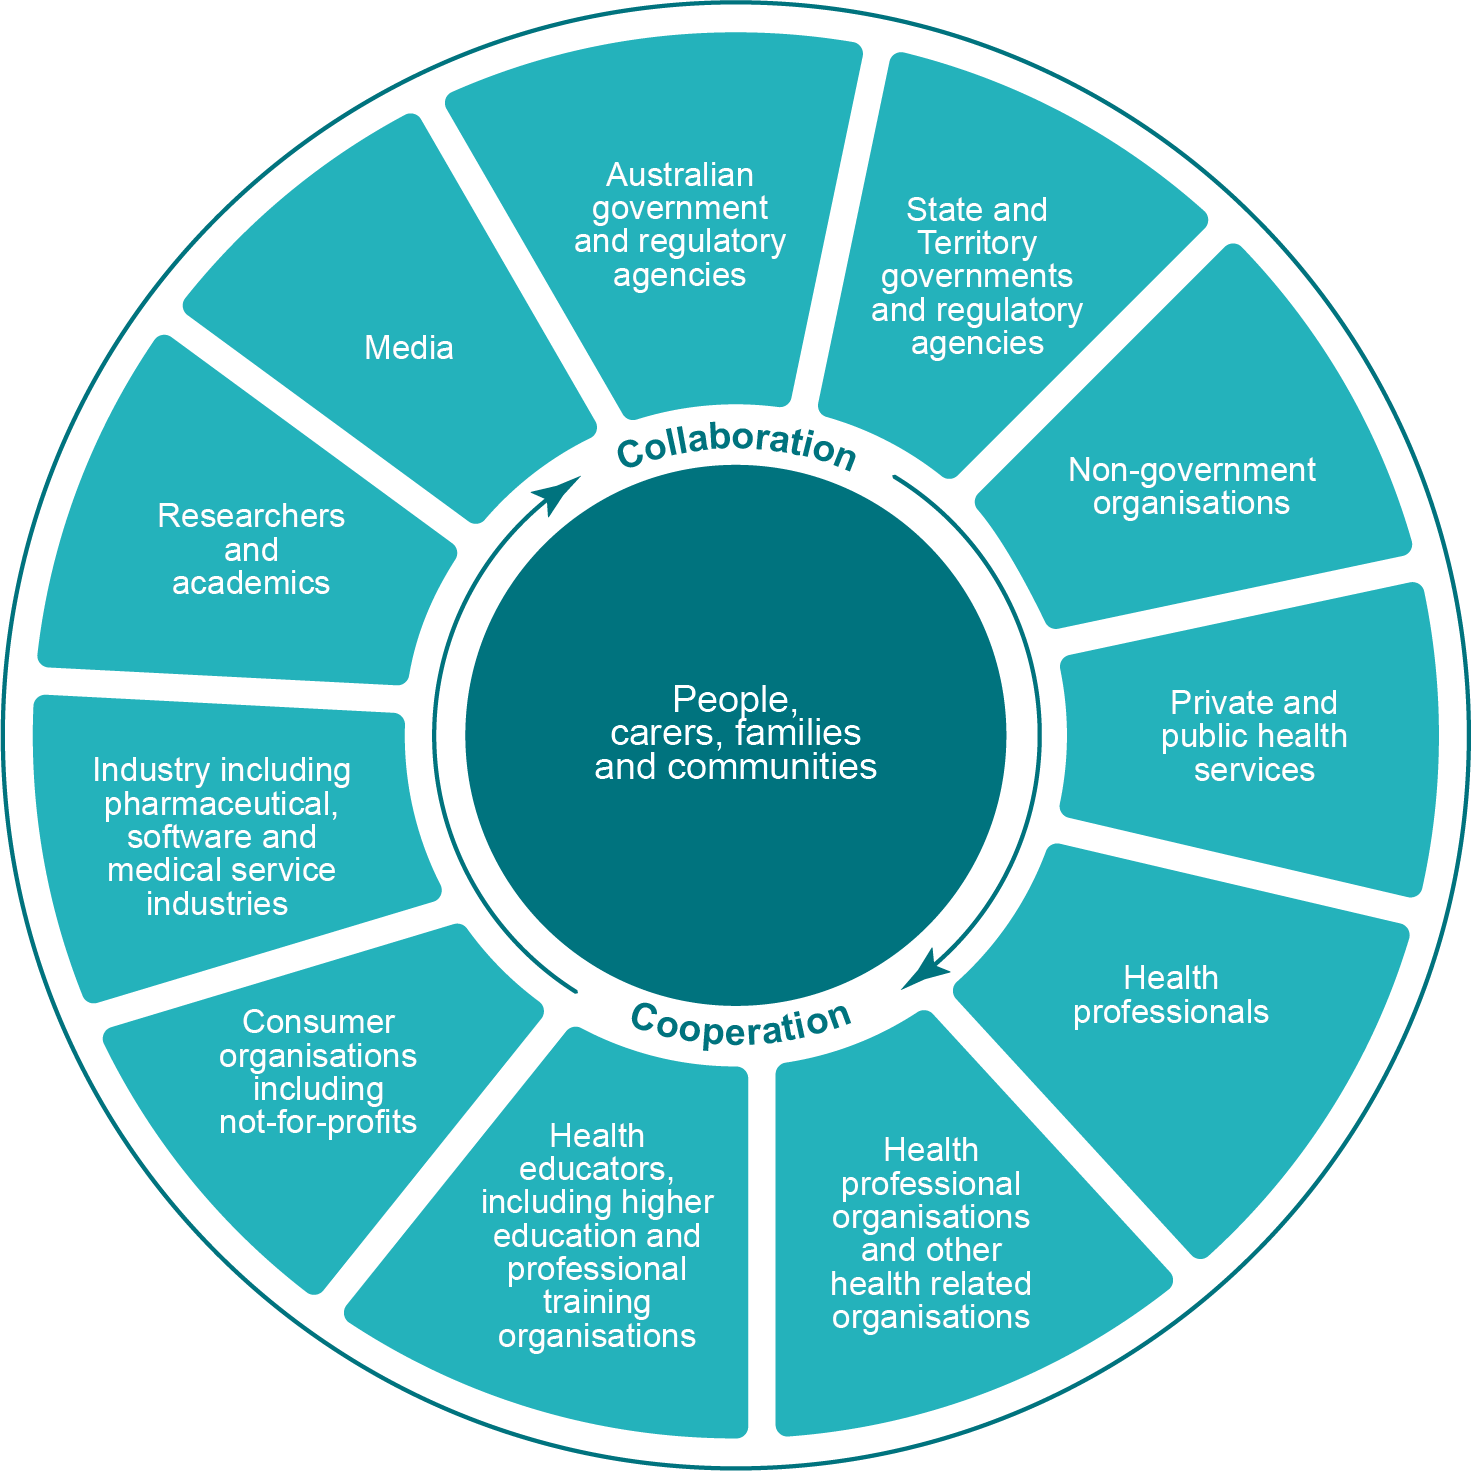 Australian
government
and regulatory
agencies
State and
Territory
governments
and regulatory
agencies
Non-government
organisations
Private and
public health
services
Health
professionals
Health
professional
organisations
and other
health related
organisations
Health
educators,
including higher
education and
professional
training
organisations
Consumer
organisations
including
not-for-profits
Industry including
pharmaceutical,
software and
medical service
industries
Researchers
and
academics
Media
Collaboration
People,
carers, families
and communities
Cooperation